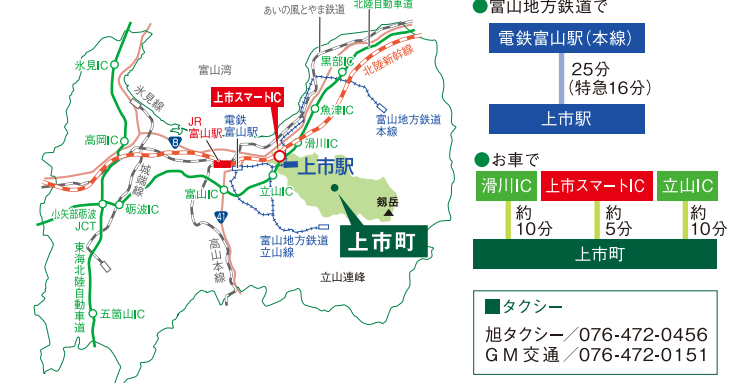 あいの風とやま鉄道
北陸自動車道
氷見IC
富山湾
黒部IC
北陸新幹線
氷見線
上市スマートIC
魚津IC
富山地方鉄道
本線
高岡IC
8
JR
富山駅
電鉄
富山駅
滑川IC
城端線
上市駅
立山IC
富山IC
剱岳
小矢部砺波
JCT
砺波IC
41
上市町
高山本線
富山地方鉄道
立山線
立山連峰
東海北陸自動車道
五箇山IC
●富山地方鉄道で
電鉄富山駅(本線)
25分
(特急16分)
上市駅
●お車で
滑川IC
上市スマートIC
立山IC
約
10分
約
5分
約
10分
上市町
■タクシー
旭タクシー／076-472-0456
GM交通／076-472-0151